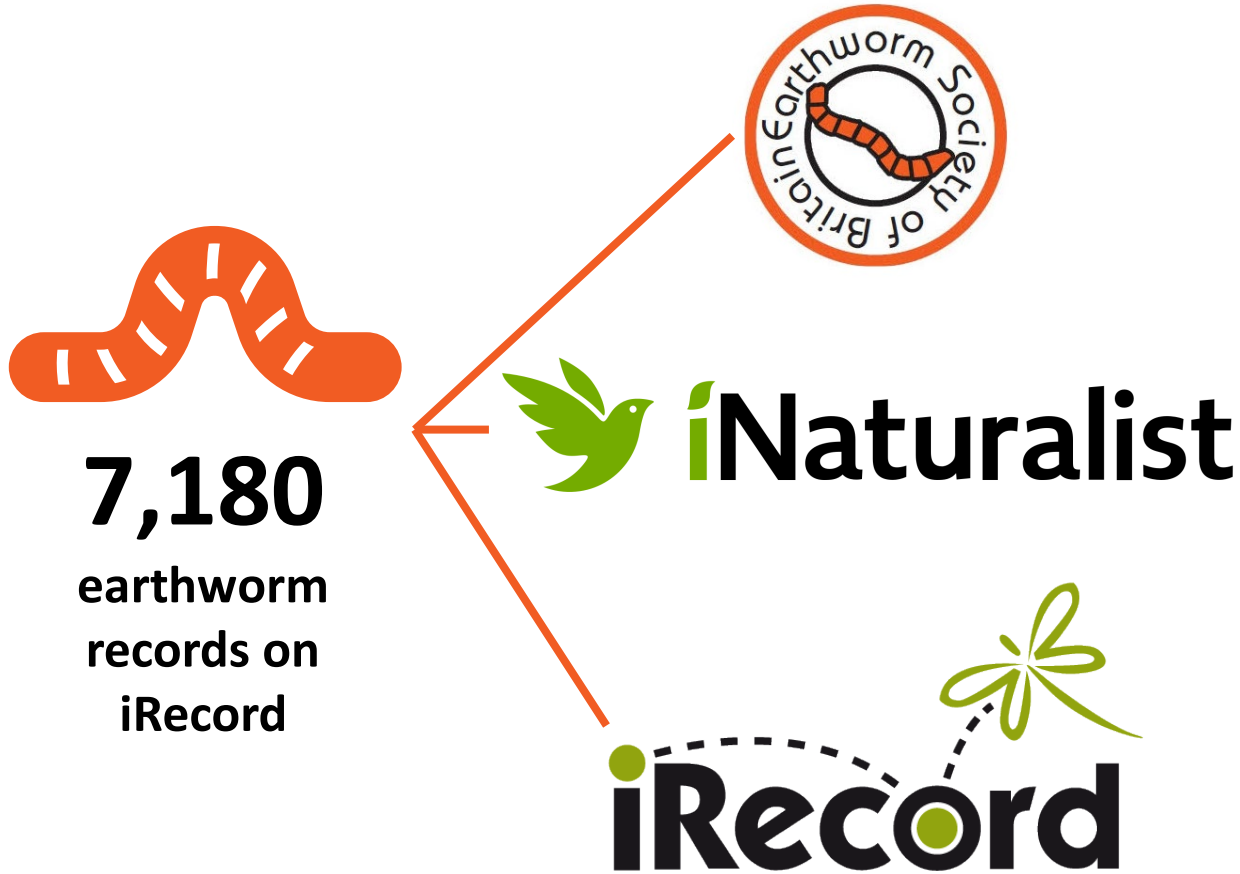 Earthworm Society of Britain
iNaturalist
7,180
earthworm
records on
iRecord
iRecord